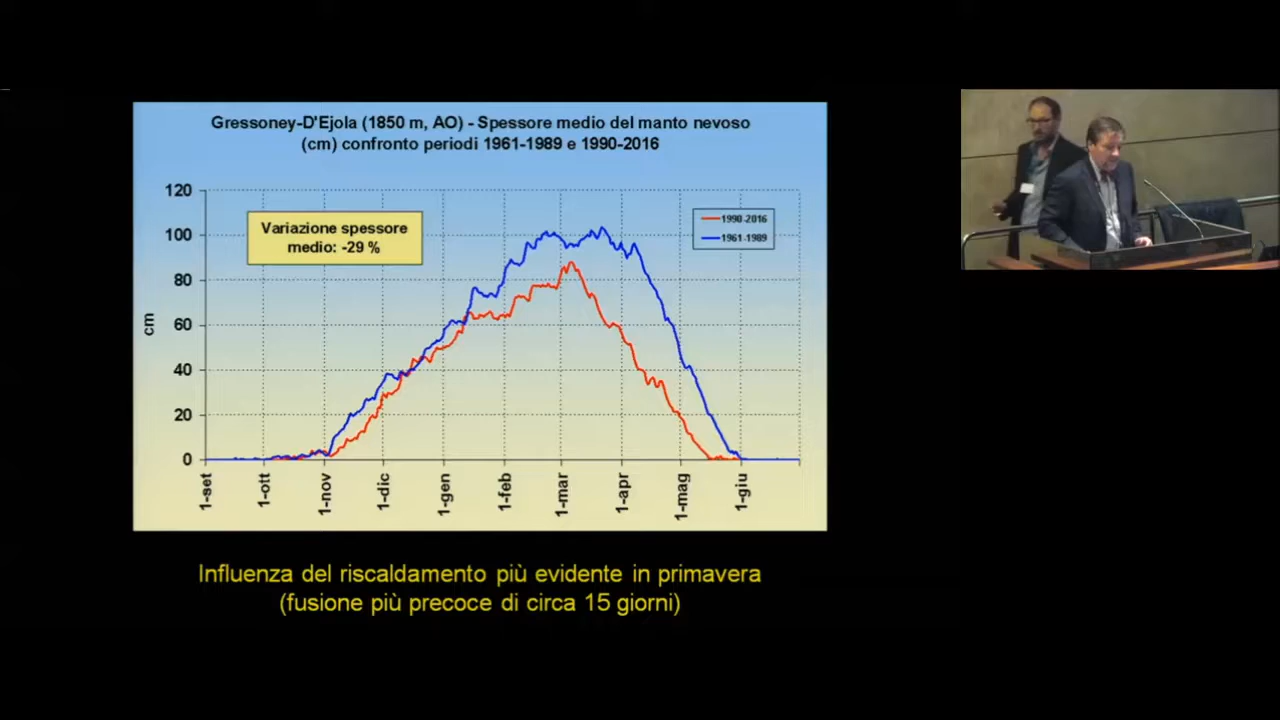 Gressoney-D'Ejola (1850 m, AO) - Spessore medio del manto nevoso
(cm) confronto periodi 1961-1989 e 1990-2016
120
100
80
60
40
20
0
cm
Variazione spessore
medio: -29 %
1990-2016
1961-1989
1-set
1-ott
1-nov
1-dic
1-gen
1-feb
1-mar
1-apr
1-mag
1-giu
Influenza del riscaldamento più evidente in primavera
(fusione più precoce di circa 15 giorni)